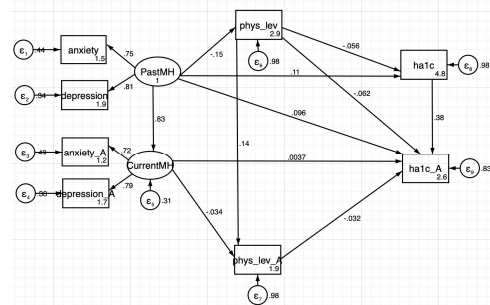 phys_lev
2.9
ε₁ .44
anxiety
1.5
.75
-.15
ε₆ .98
-.056
ha1c
4.8
ε₈ .98
PastMH
1
.11
ε₂ .34
depression
1.9
.81
-.062
.83
.096
.14
.38
ε₃ .49
anxiety_A
1.2
.72
CurrentMH
.0037
ha1c_A
2.6
ε₉ .83
ε₄ .38
depression_A
1.7
.79
ε₅ .31
-.034
-.032
phys_lev_A
1.9
ε₇ .98